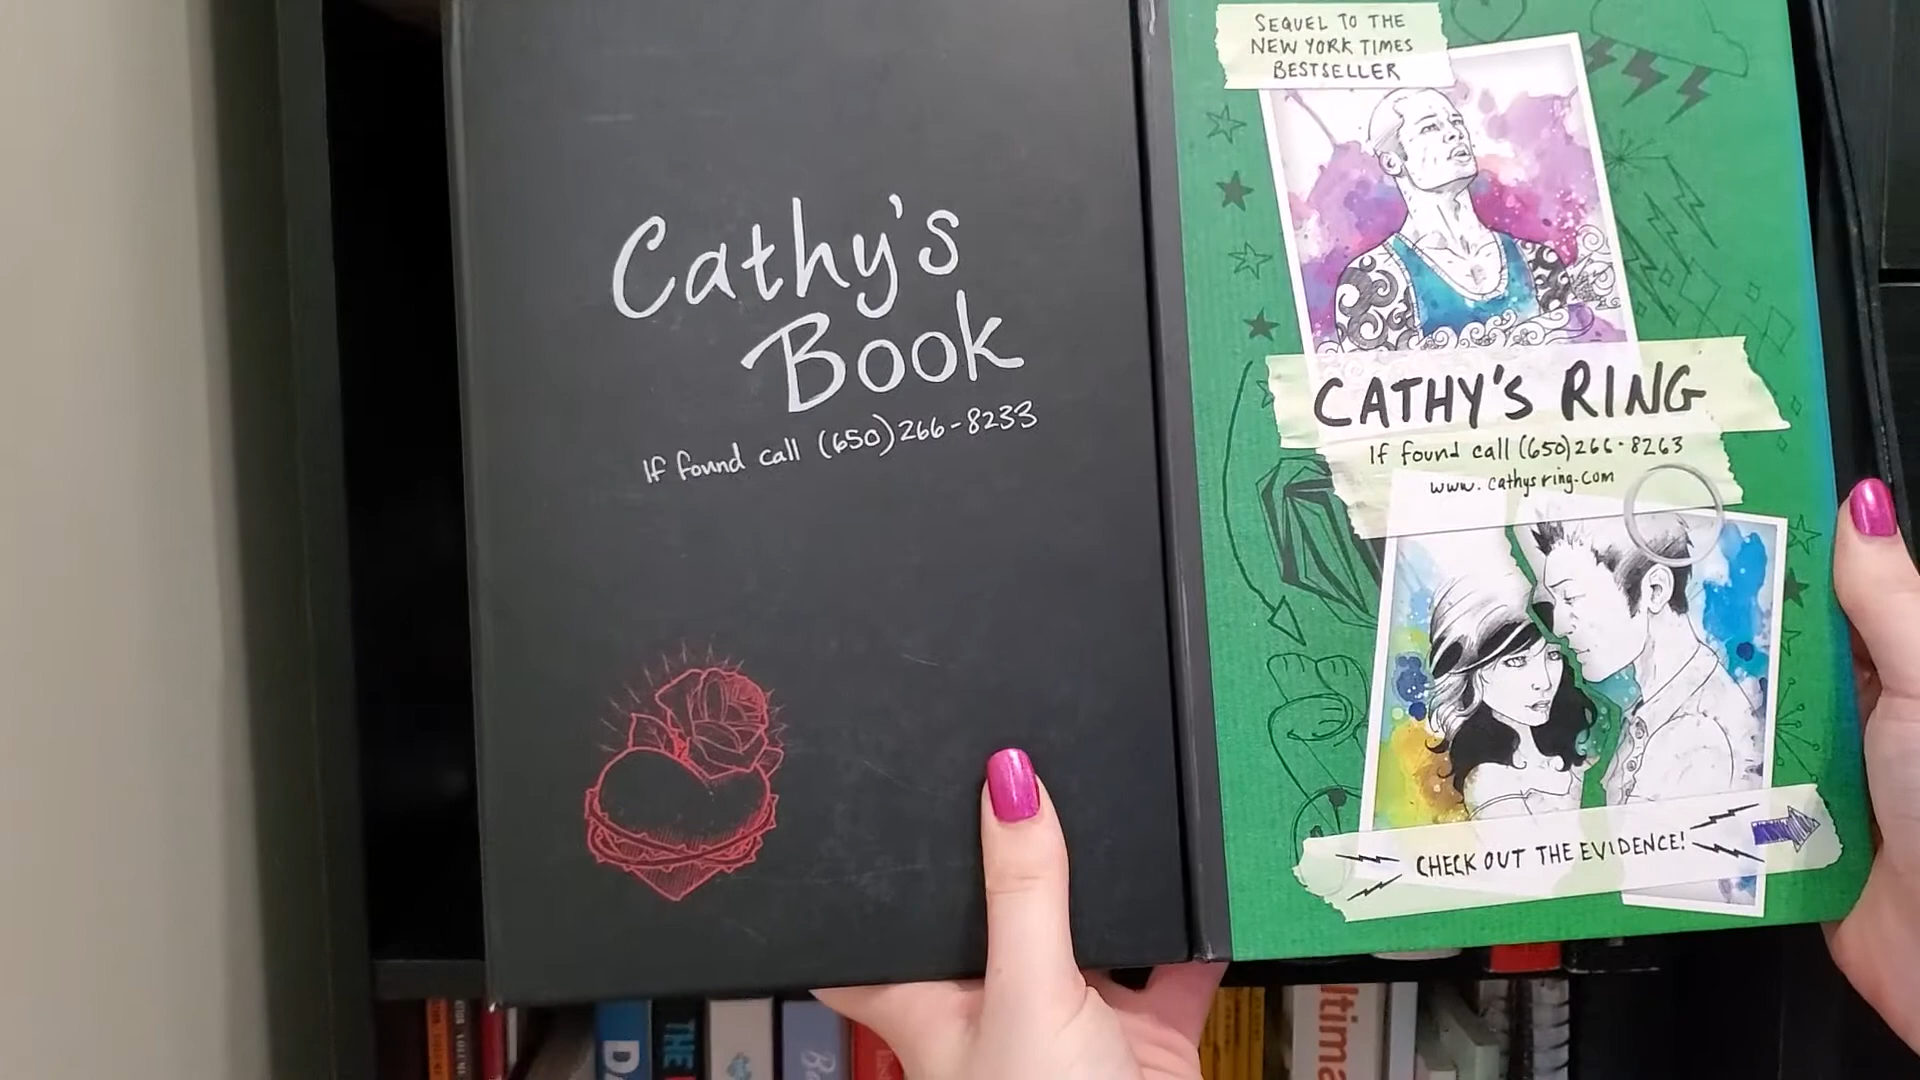 Cathy's
Book
If found call (650)266-8233
SEQUEL TO THE
NEW YORK TIMES
BESTSELLER
CATHY'S RING
If found call (650)266-8263
www.cathysring.com
CHECK OUT THE EVIDENCE!
THE